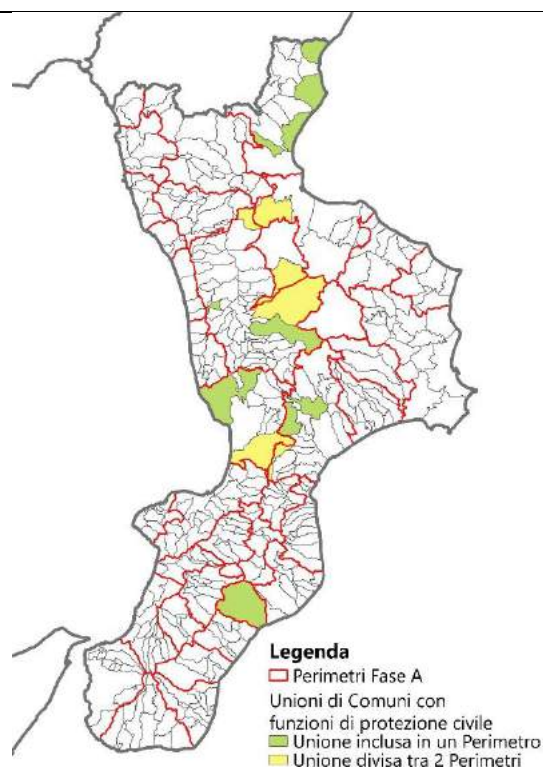 Legenda
Perimetri Fase A
Unioni di Comuni con
funzioni di protezione civile
Unione inclusa in un Perimetro
Unione divisa tra 2 Perimetri